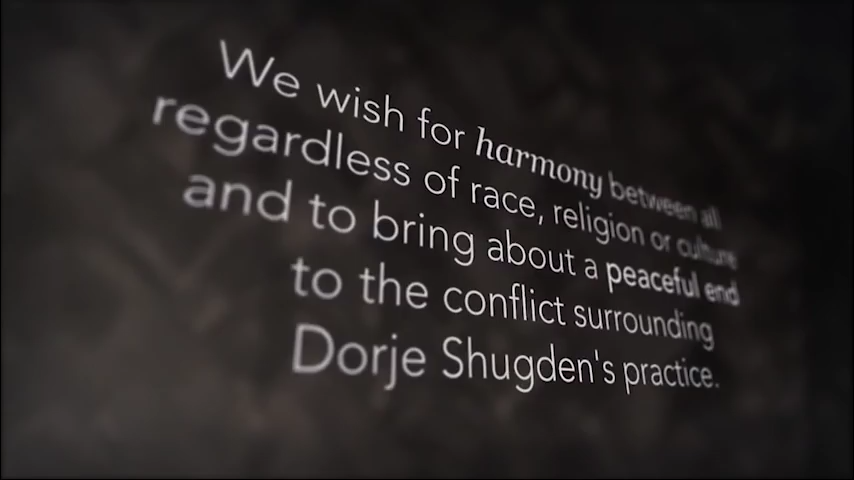 We wish for harmony between all
regardless of race, religion or culture
and to bring about a peaceful end
to the conflict surrounding
Dorje Shugden's practice.